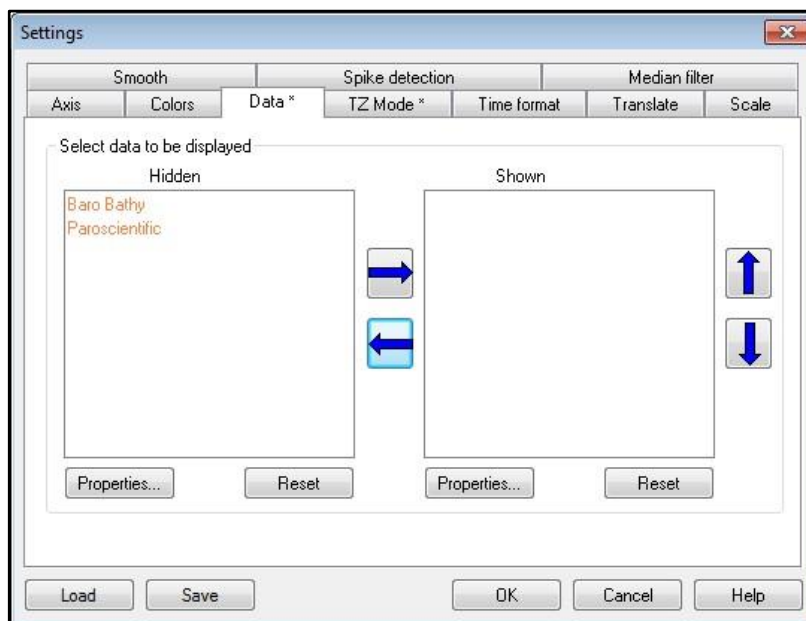 Settings
Smooth Spike detection Median filter
Axis Colors Data * TZ Mode * Time format Translate Scale
Select data to be displayed
Hidden Shown
Baro Bathy
Paroscientific
Properties... Reset Properties... Reset
Load Save OK Cancel Help